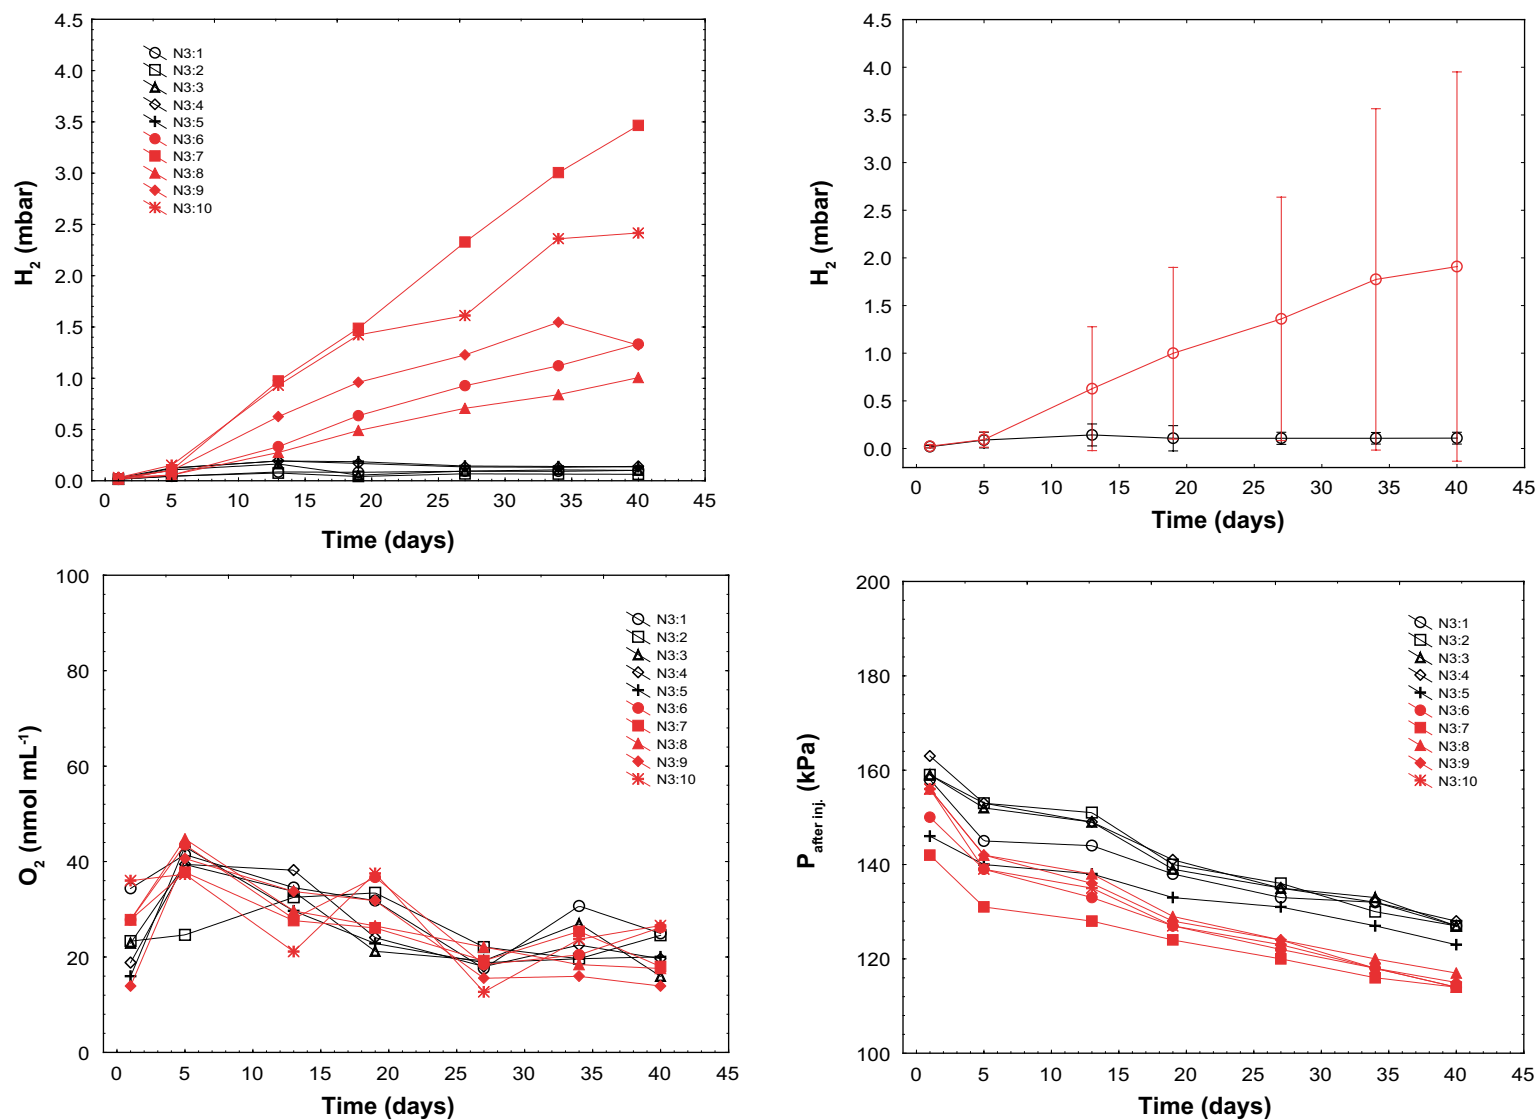 4.5
4.0
3.5
3.0
2.5
2.0
1.5
1.0
0.5
0.0
H2 (mbar)
N3:1
N3:2
N3:3
N3:4
N3:5
N3:6
N3:7
N3:8
N3:9
N3:10
0 5 10 15 20 25 30 35 40 45
Time (days)
4.5
4.0
3.5
3.0
2.5
2.0
1.5
1.0
0.5
0.0
H2 (mbar)
0 5 10 15 20 25 30 35 40 45
Time (days)
100
80
60
40
20
0
O2 (nmol mL-1)
N3:1
N3:2
N3:3
N3:4
N3:5
N3:6
N3:7
N3:8
N3:9
N3:10
0 5 10 15 20 25 30 35 40 45
Time (days)
200
180
160
140
120
100
Pafter inj. (kPa)
N3:1
N3:2
N3:3
N3:4
N3:5
N3:6
N3:7
N3:8
N3:9
N3:10
0 5 10 15 20 25 30 35 40 45
Time (days)